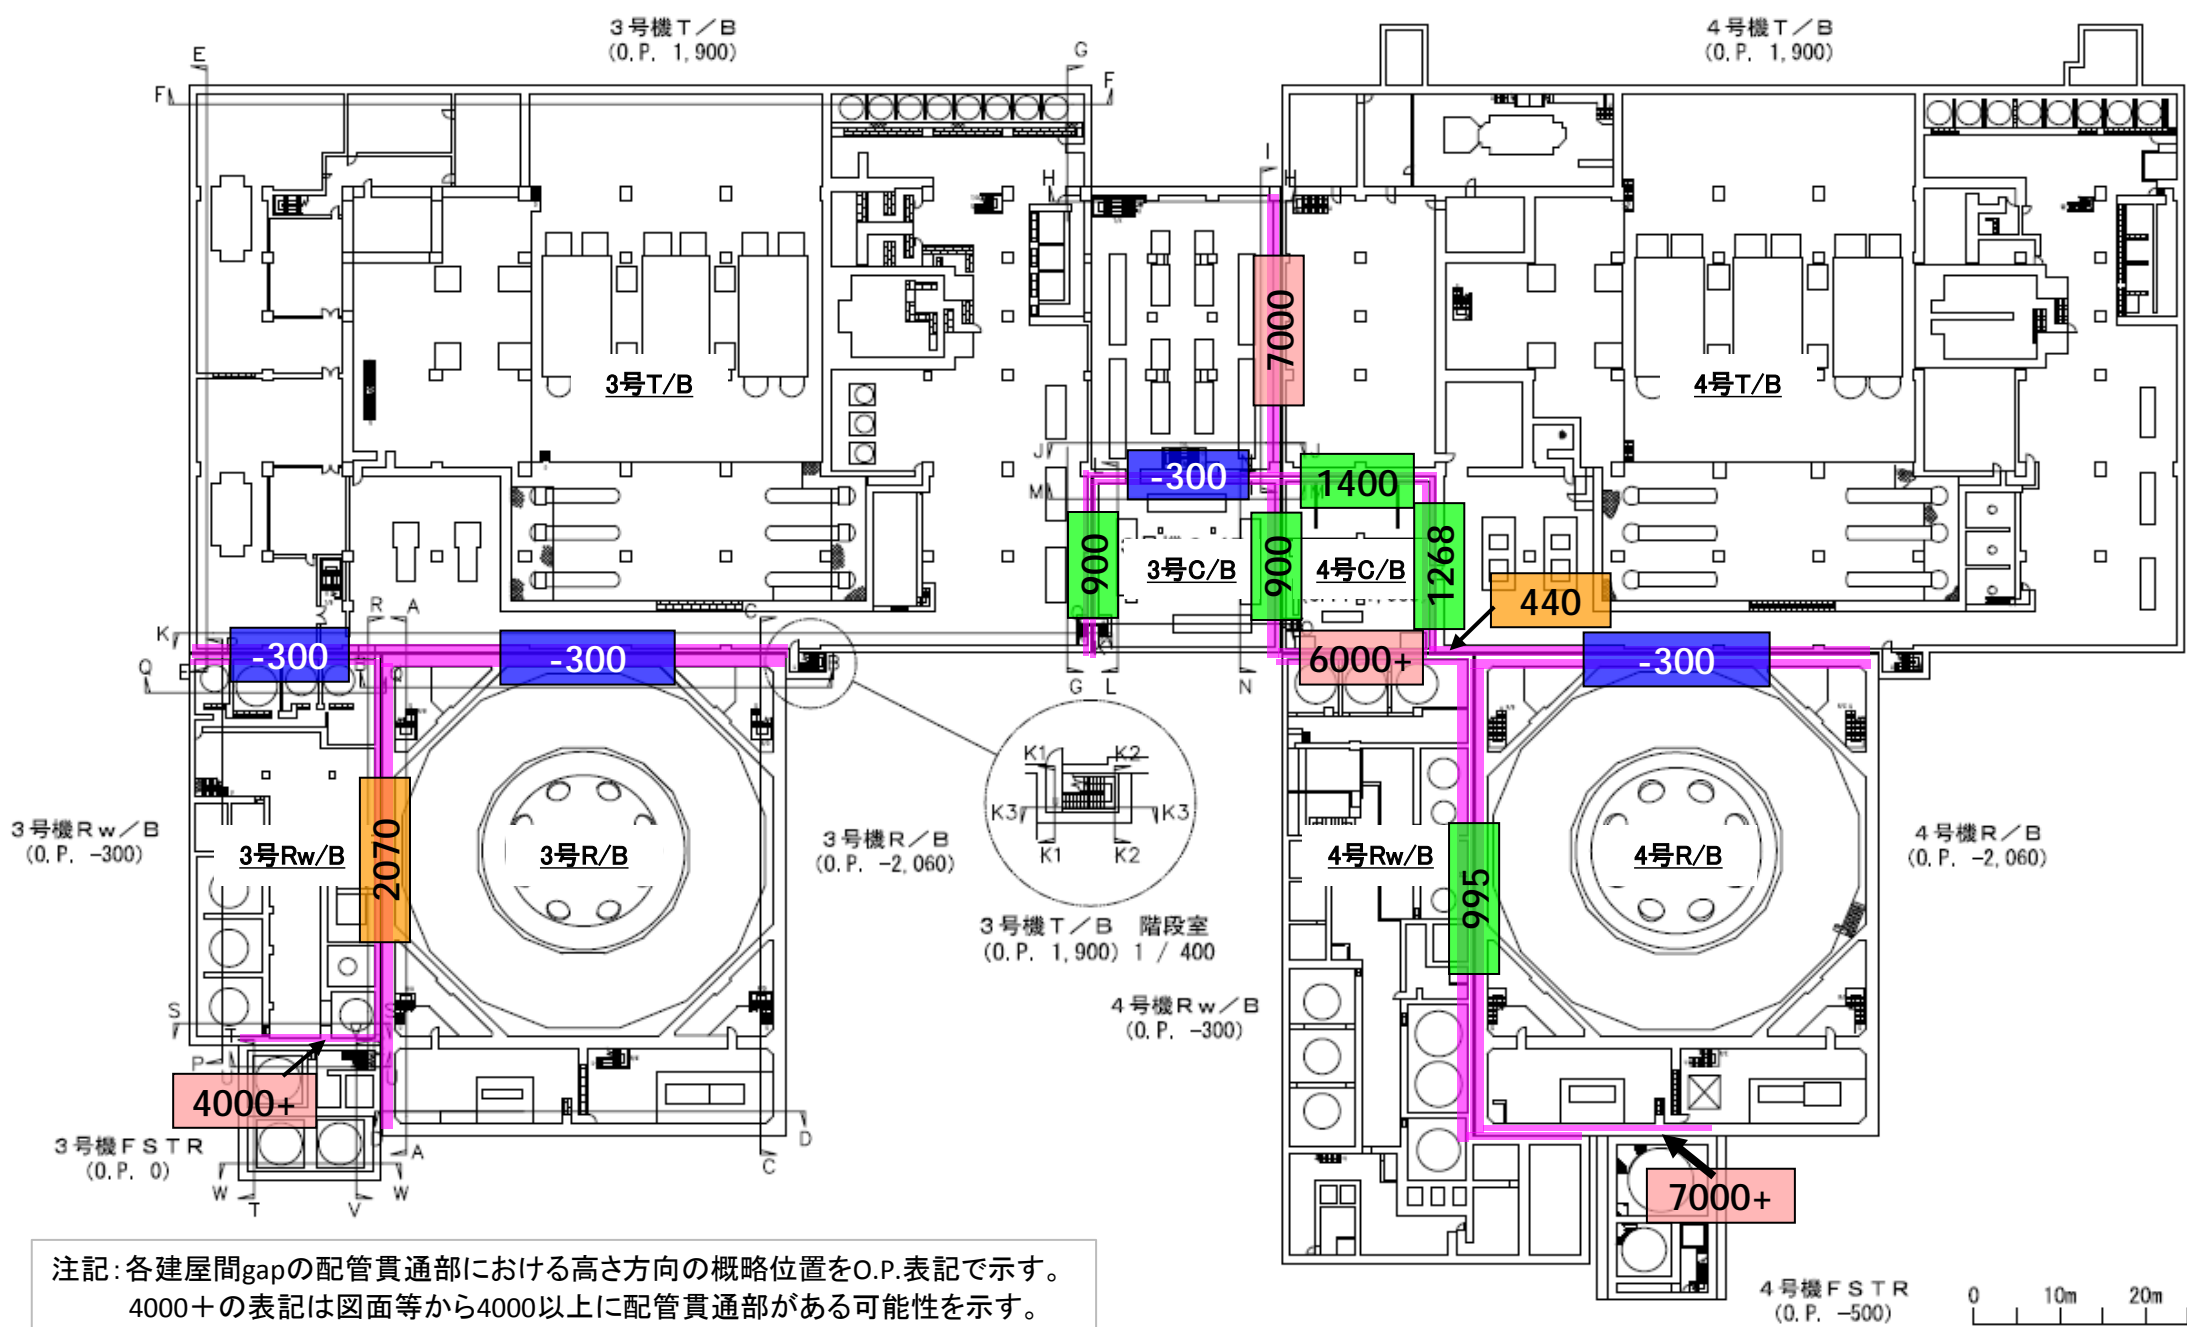 3号機T／B
(O.P. 1,900)
4号機T／B
(O.P. 1,900)
E
G
F
F
I
H
H
7000
3号T/B
4号T/B
J
J
-300
1400
M
M
900
3号C/B
900
4号C/B
1268
440
R
A
C
K
-300
-300
6000+
-300
Q
E
Q
B
G
L
N
K1
K2
K3
K3
K1
K2
3号機T／B 階段室
(O.P. 1,900) 1 / 400
3号機Rw／B
(O.P. -300)
3号Rw/B
2070
3号R/B
3号機R／B
(O.P. -2,060)
4号Rw/B
995
4号R/B
4号機R／B
(O.P. -2,060)
4号機Rw／B
(O.P. -300)
S
S
T
P
U
U
4000+
D
D
3号機FSTR
(O.P. 0)
A
C
W
W
T
V
7000+
4号機FSTR
(O.P. -500)
0 10m 20m
注記：各建屋間gapの配管貫通部における高さ方向の概略位置をO.P.表記で示す。
4000＋の表記は図面等から4000以上に配管貫通部がある可能性を示す。